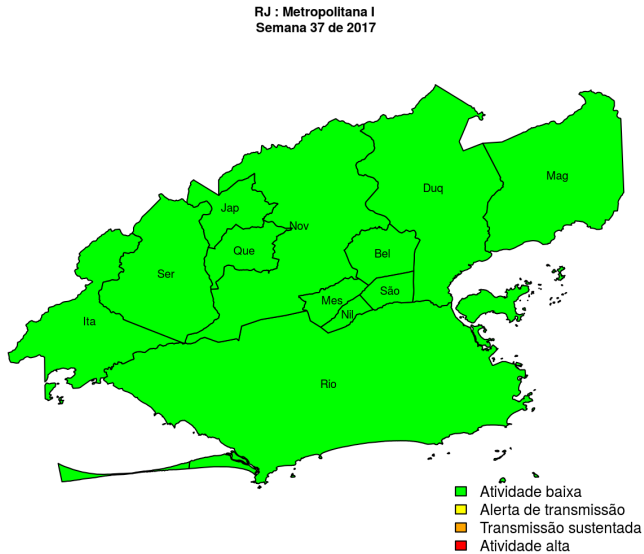 RJ : Metropolitana I
Semana 37 de 2017
Mag
Duq
Jap
Nov
Que
Bel
Ser
São
Mes
Nil
Ita
Rio
Atividade baixa
Alerta de transmissão
Transmissão sustentada
Atividade alta